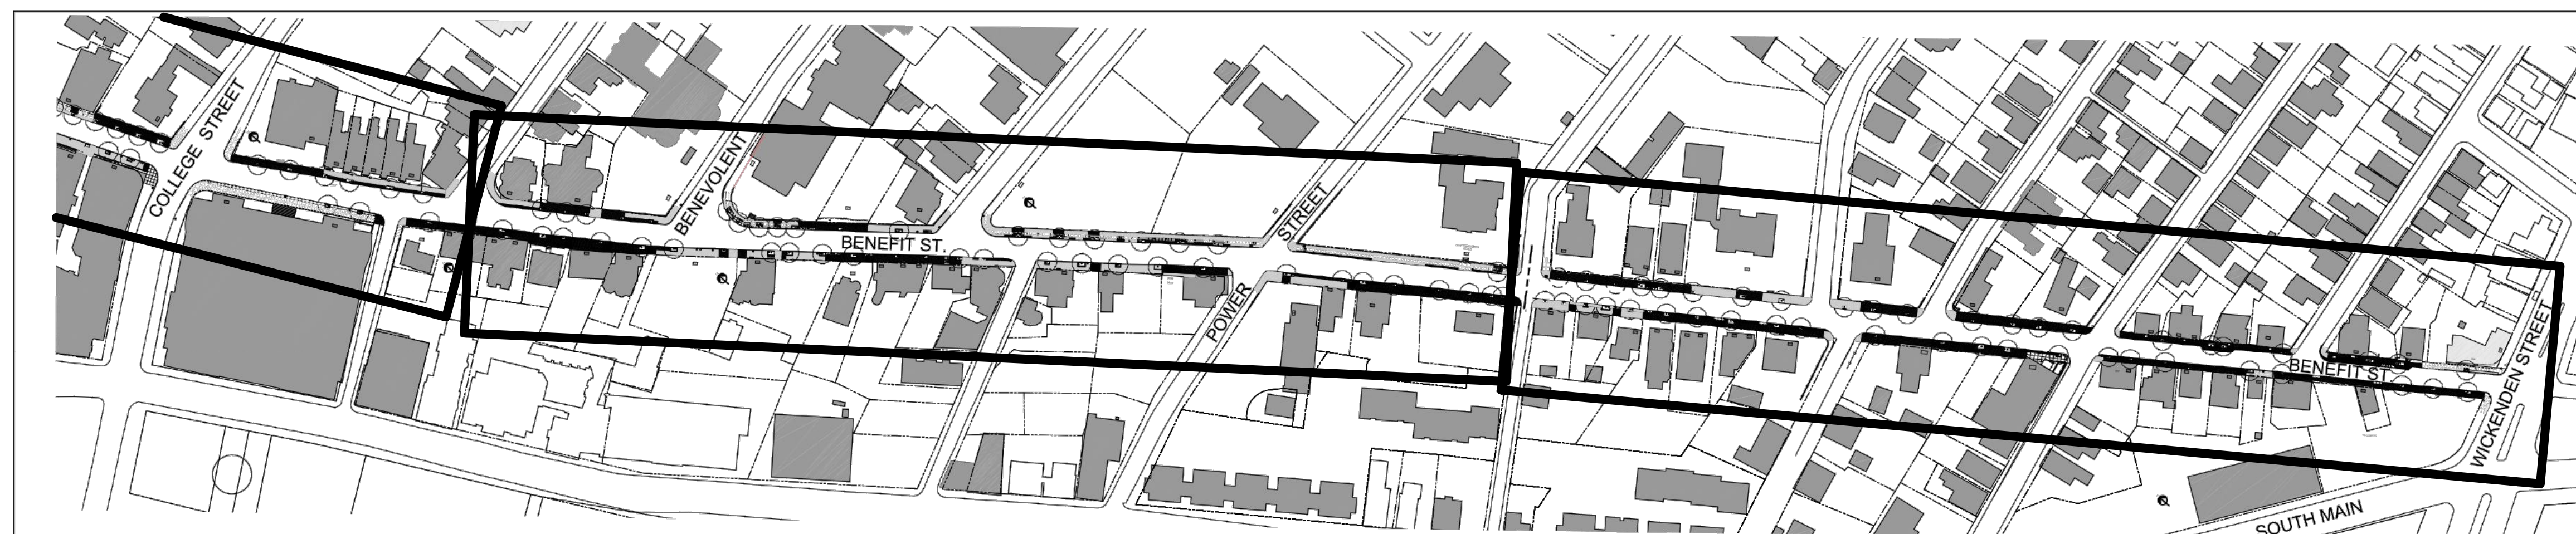 COLLEGE STREET
BENEVOLENT
BENEFIT ST.
POWER
STREET
BENEFIT ST.
WICKENDEN STREET
SOUTH MAIN